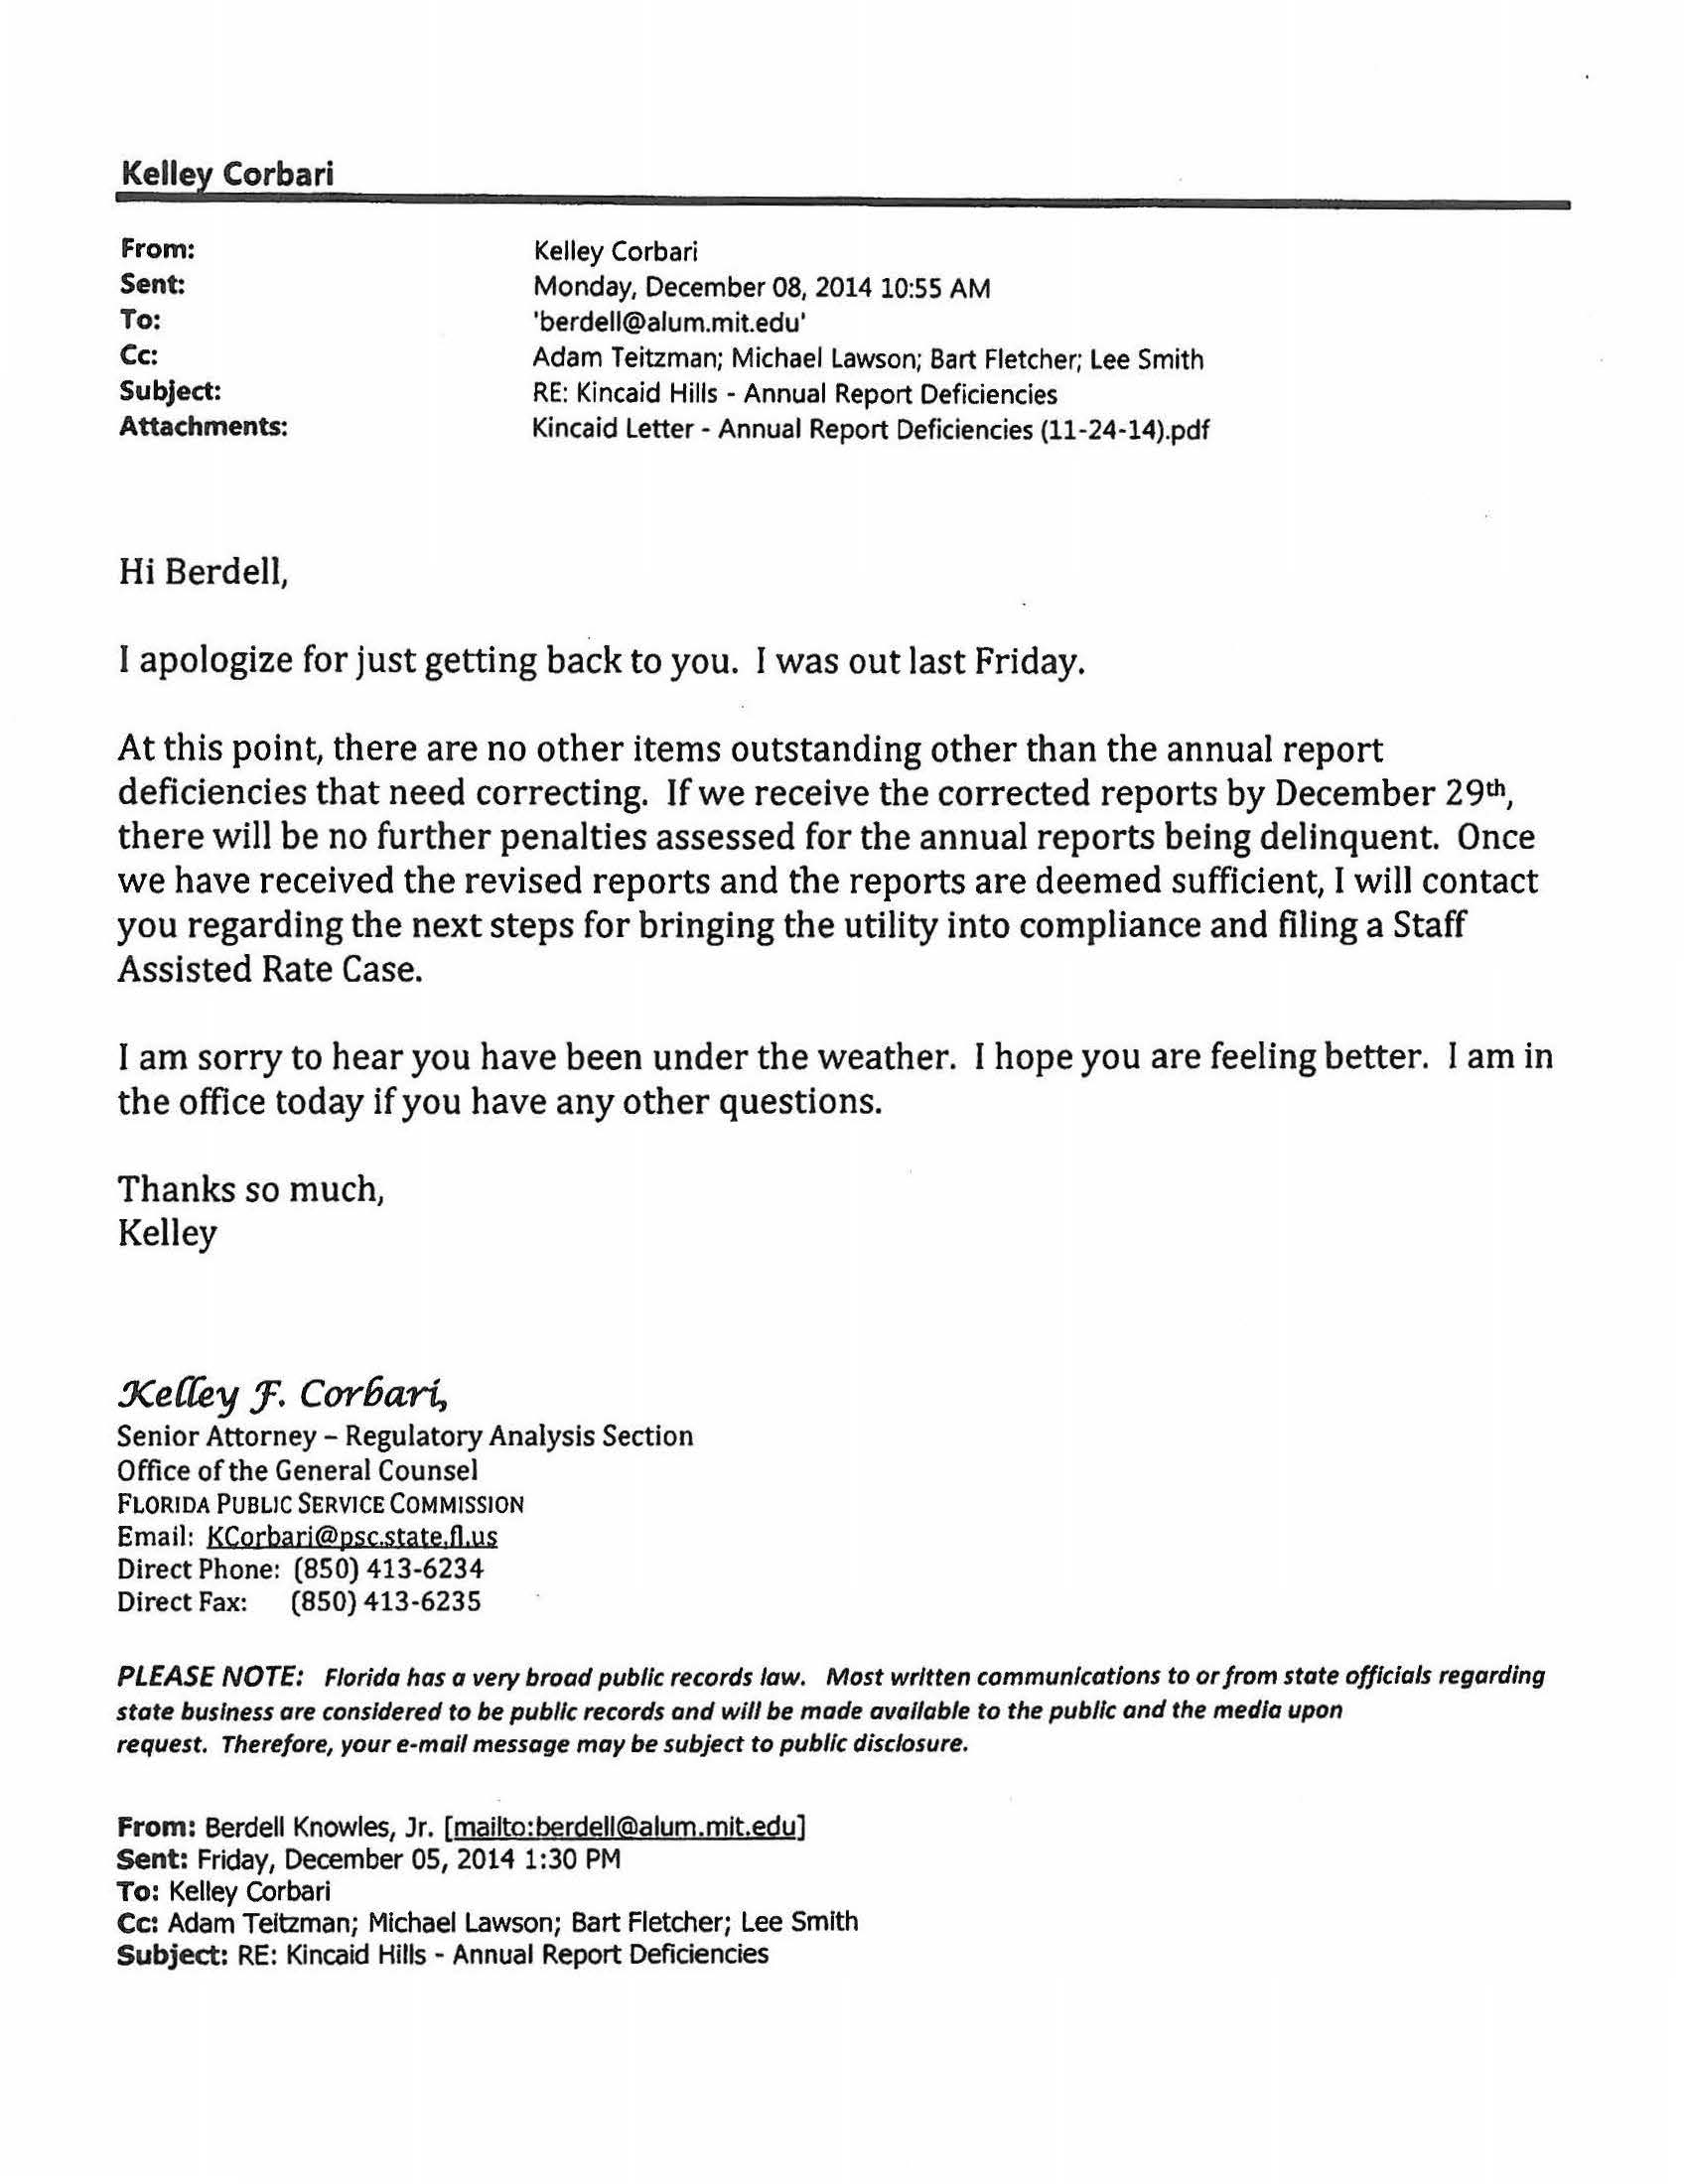 Kelley Corbari
From: Kelley Corbari
Sent: Monday, December 08, 2014 10:55 AM
To: 'berdell@alum.mit.edu'
Cc: Adam Teitzman; Michael Lawson; Bart Fletcher; Lee Smith
Subject: RE: Kincaid Hills - Annual Report Deficiencies
Attachments: Kincaid Letter - Annual Report Deficiencies (11-24-14).pdf
Hi Berdell,
I apologize for just getting back to you. I was out last Friday.
At this point, there are no other items outstanding other than the annual report
deficiencies that need correcting. If we receive the corrected reports by December 29th,
there will be no further penalties assessed for the annual reports being delinquent. Once
we have received the revised reports and the reports are deemed sufficient, I will contact
you regarding the next steps for bringing the utility into compliance and filing a Staff
Assisted Rate Case.
I am sorry to hear you have been under the weather. I hope you are feeling better. I am in
the office today if you have any other questions.
Thanks so much,
Kelley
Kelley F. Corbari,
Senior Attorney – Regulatory Analysis Section
Office of the General Counsel
FLORIDA PUBLIC SERVICE COMMISSION
Email: KCorbari@psc.state.fl.us
Direct Phone: (850) 413-6234
Direct Fax: (850) 413-6235
PLEASE NOTE: Florida has a very broad public records law. Most written communications to or from state officials regarding
state business are considered to be public records and will be made available to the public and the media upon
request. Therefore, your e-mail message may be subject to public disclosure.
From: Berdell Knowles, Jr. [mailto:berdell@alum.mit.edu]
Sent: Friday, December 05, 2014 1:30 PM
To: Kelley Corbari
Cc: Adam Teitzman; Michael Lawson; Bart Fletcher; Lee Smith
Subject: RE: Kincaid Hills - Annual Report Deficiencies